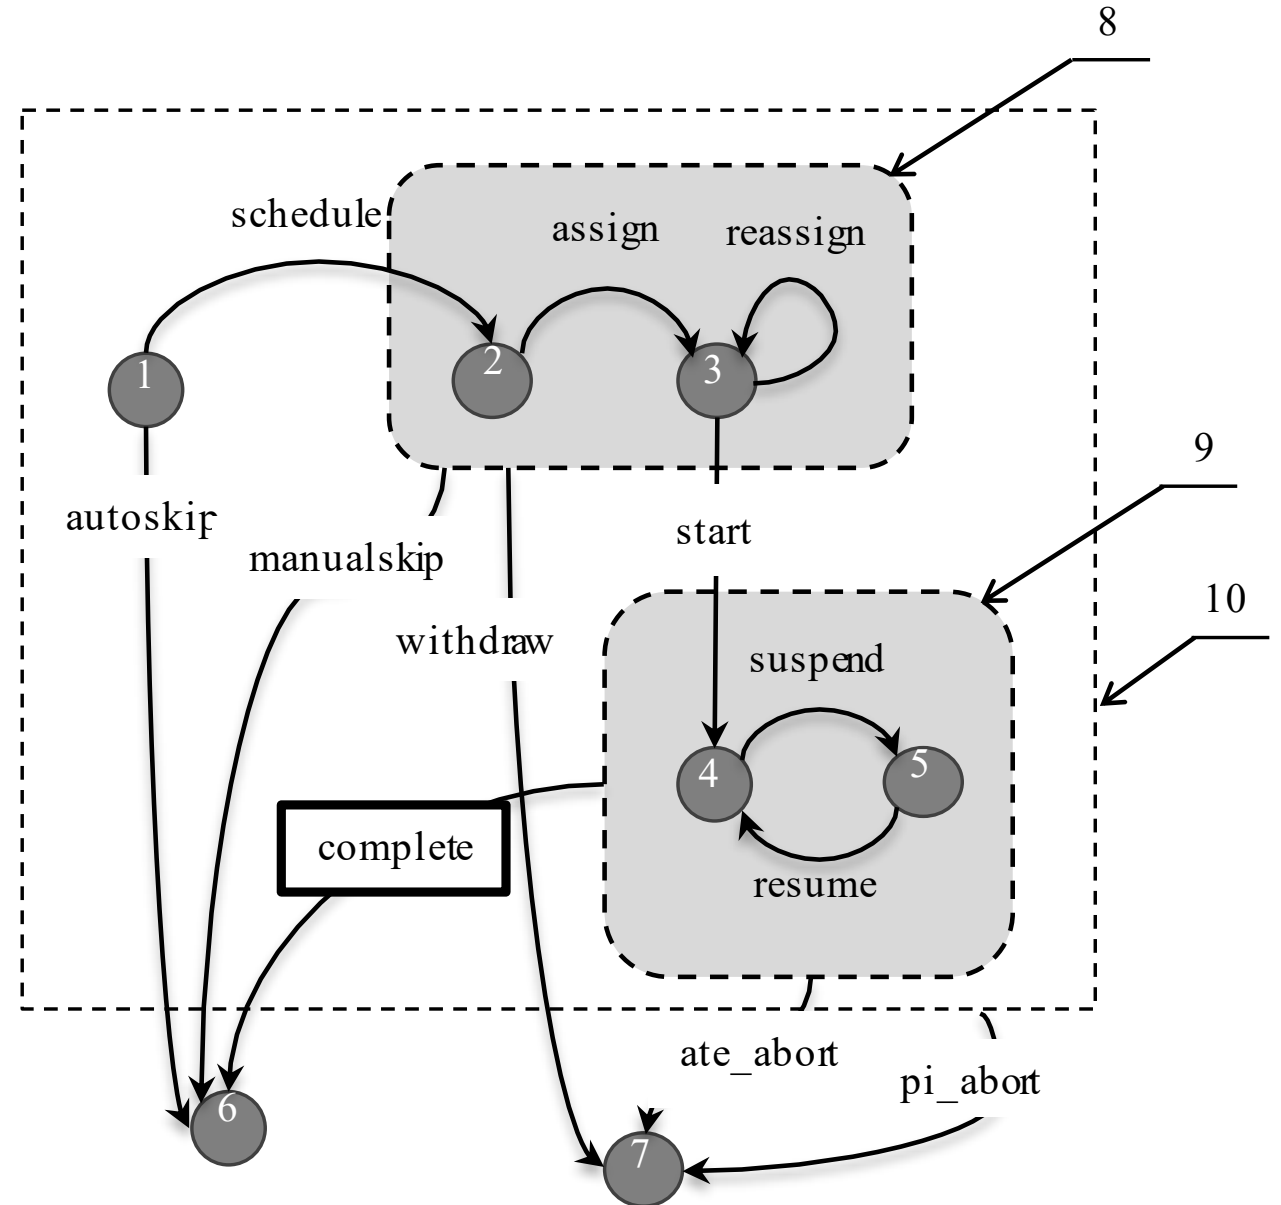 8
schedule
assign
reassign
2
3
1
9
autoskip
start
manualskip
10
withdraw
suspend
4
5
complete
resume
ate_abort
pi_abort
6
7